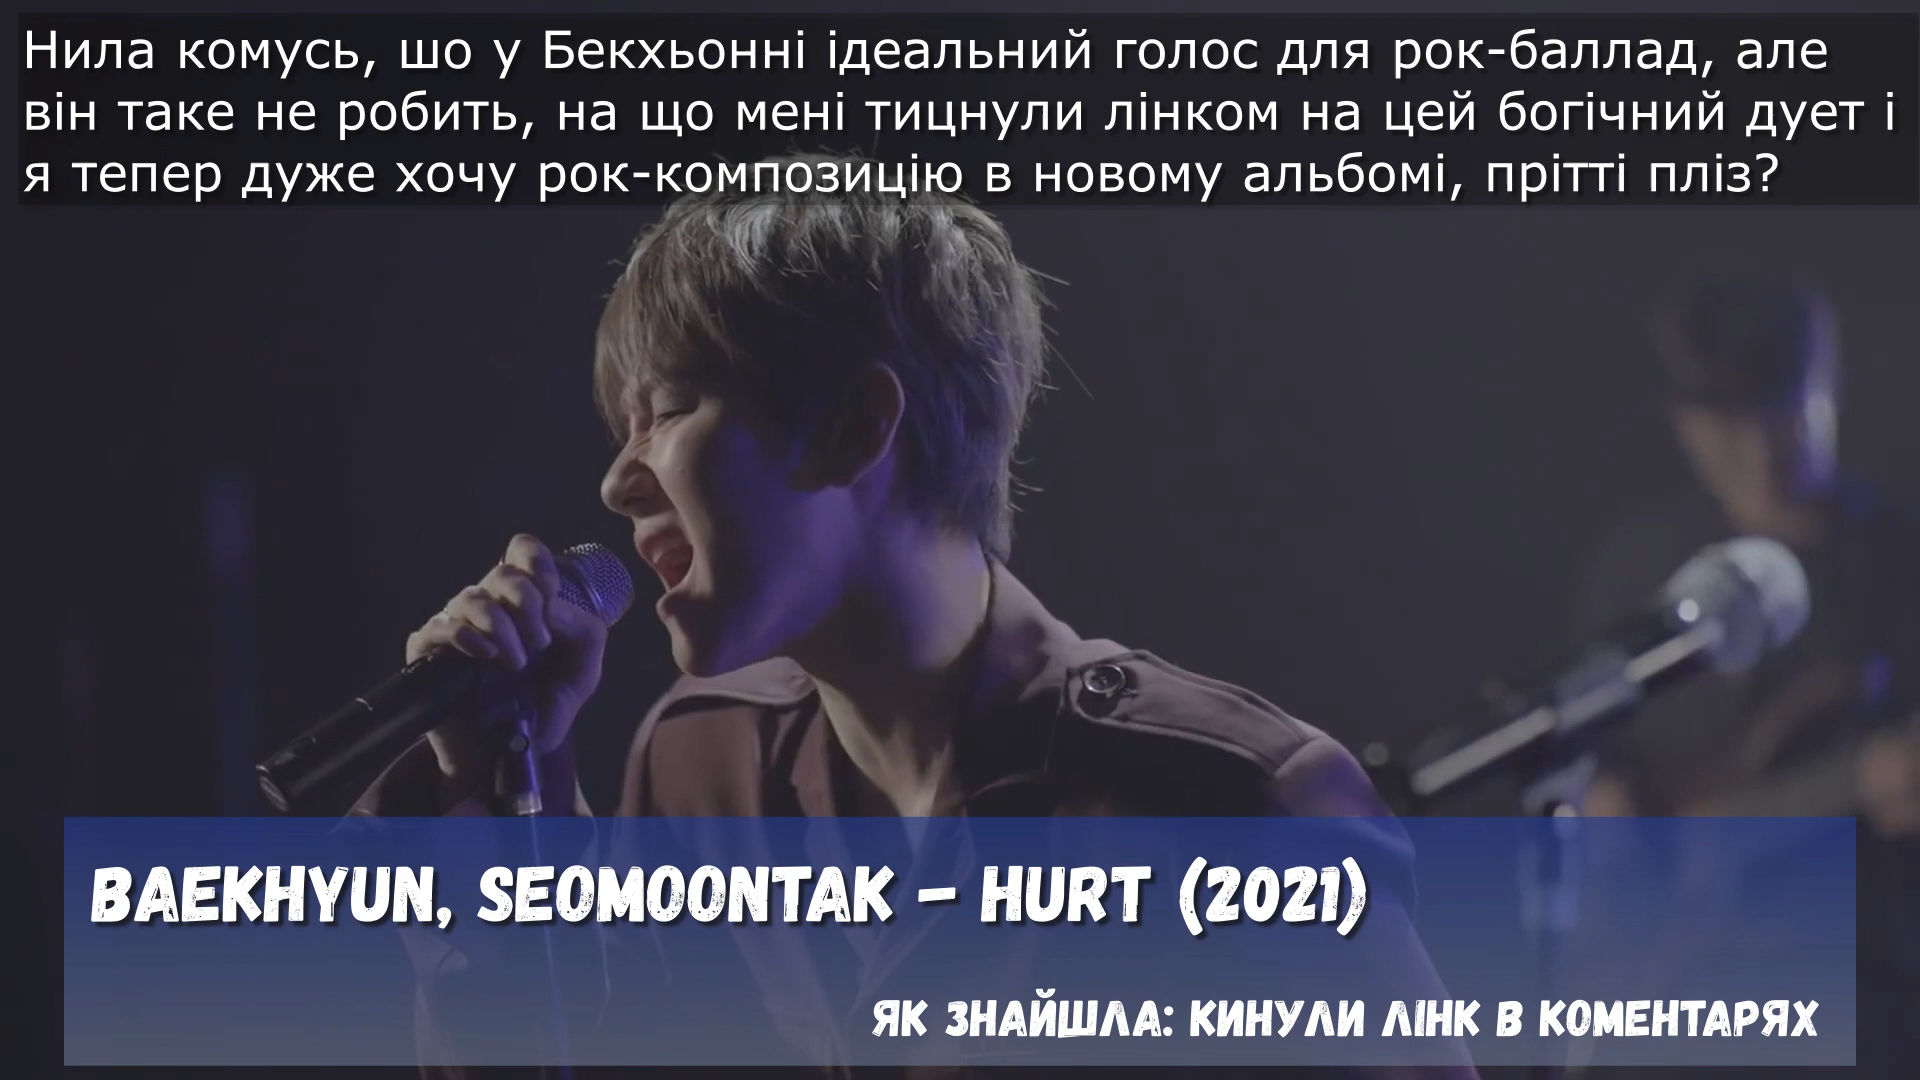 Нила комусь, шо у Бекхьонні ідеальний голос для рок-баллад, але
він таке не робить, на що мені тицнули лінком на цей богічний дует і
я тепер дуже хочу рок-композицію в новому альбомі, прітті пліз?
BAEKHYUN, SEOMOONTAK – HURT (2021)
ЯК ЗНАЙШЛА: КИНУЛИ ЛІНК В КОМЕНТАРЯХ